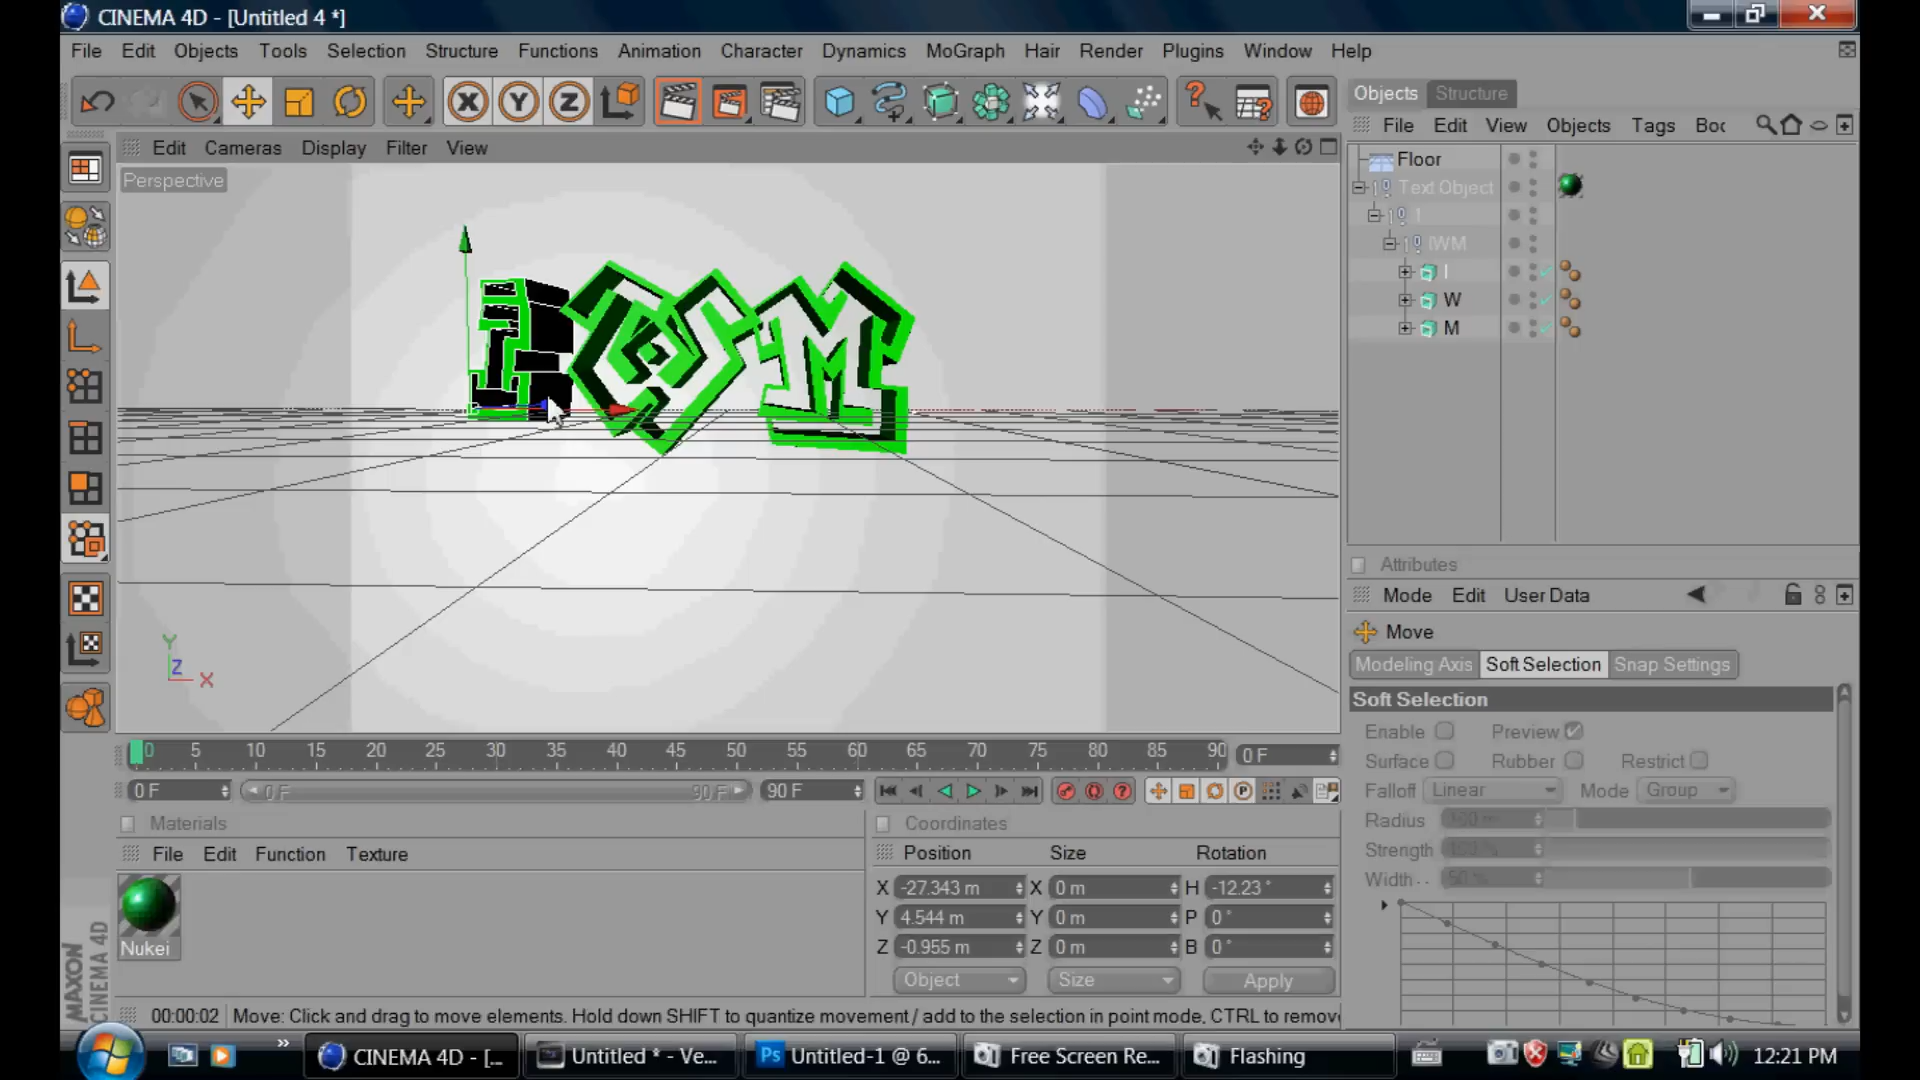 CINEMA 4D - [Untitled 4 *]
File Edit Objects Tools Selection Structure Functions Animation Character Dynamics MoGraph Hair Render Plugins Window Help
X Y Z
Objects Structure
File Edit View Objects Tags Boc
Edit Cameras Display Filter View
Perspective
Floor
Text Object
I
IWM
I
W
M
IWM
Y
Z
X
Attributes
Mode Edit User Data
Move
Modeling Axis Soft Selection Snap Settings
Soft Selection
Enable Preview
Surface Rubber Restrict
Falloff Linear Mode Group
Radius
Strength
Width . . 50 %
0 5 10 15 20 25 30 35 40 45 50 55 60 65 70 75 80 85 90 0 F
0 F 0 F 90 F 90 F
Materials
File Edit Function Texture
Nukei
Coordinates
Position Size Rotation
X -27.343 m X 0 m H -12.23 °
Y 4.544 m Y 0 m P 0 °
Z -0.955 m Z 0 m B 0 °
Object Size Apply
MAXON
CINEMA 4D
00:00:02 Move: Click and drag to move elements. Hold down SHIFT to quantize movement / add to the selection in point mode, CTRL to remov
CINEMA 4D - [... Untitled * - Ve... Ps Untitled-1 @ 6... Free Screen Re... Flashing 12:21 PM